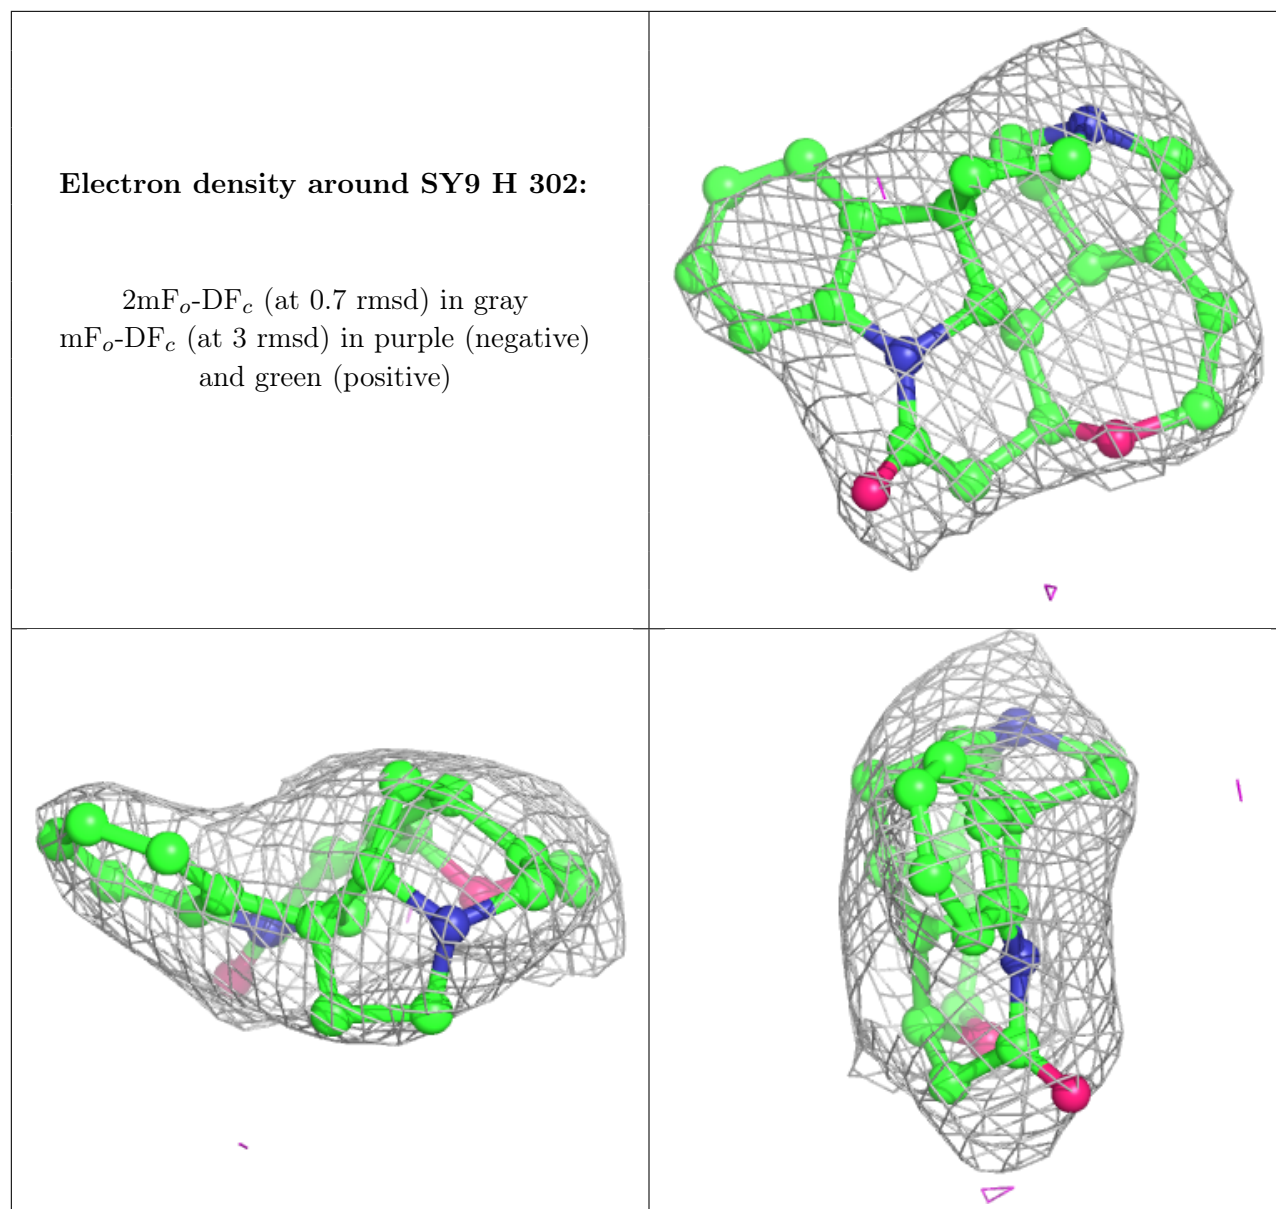 Electron density around SY9 H 302:
2mFo-DFc (at 0.7 rmsd) in gray
mFo-DFc (at 3 rmsd) in purple (negative)
and green (positive)